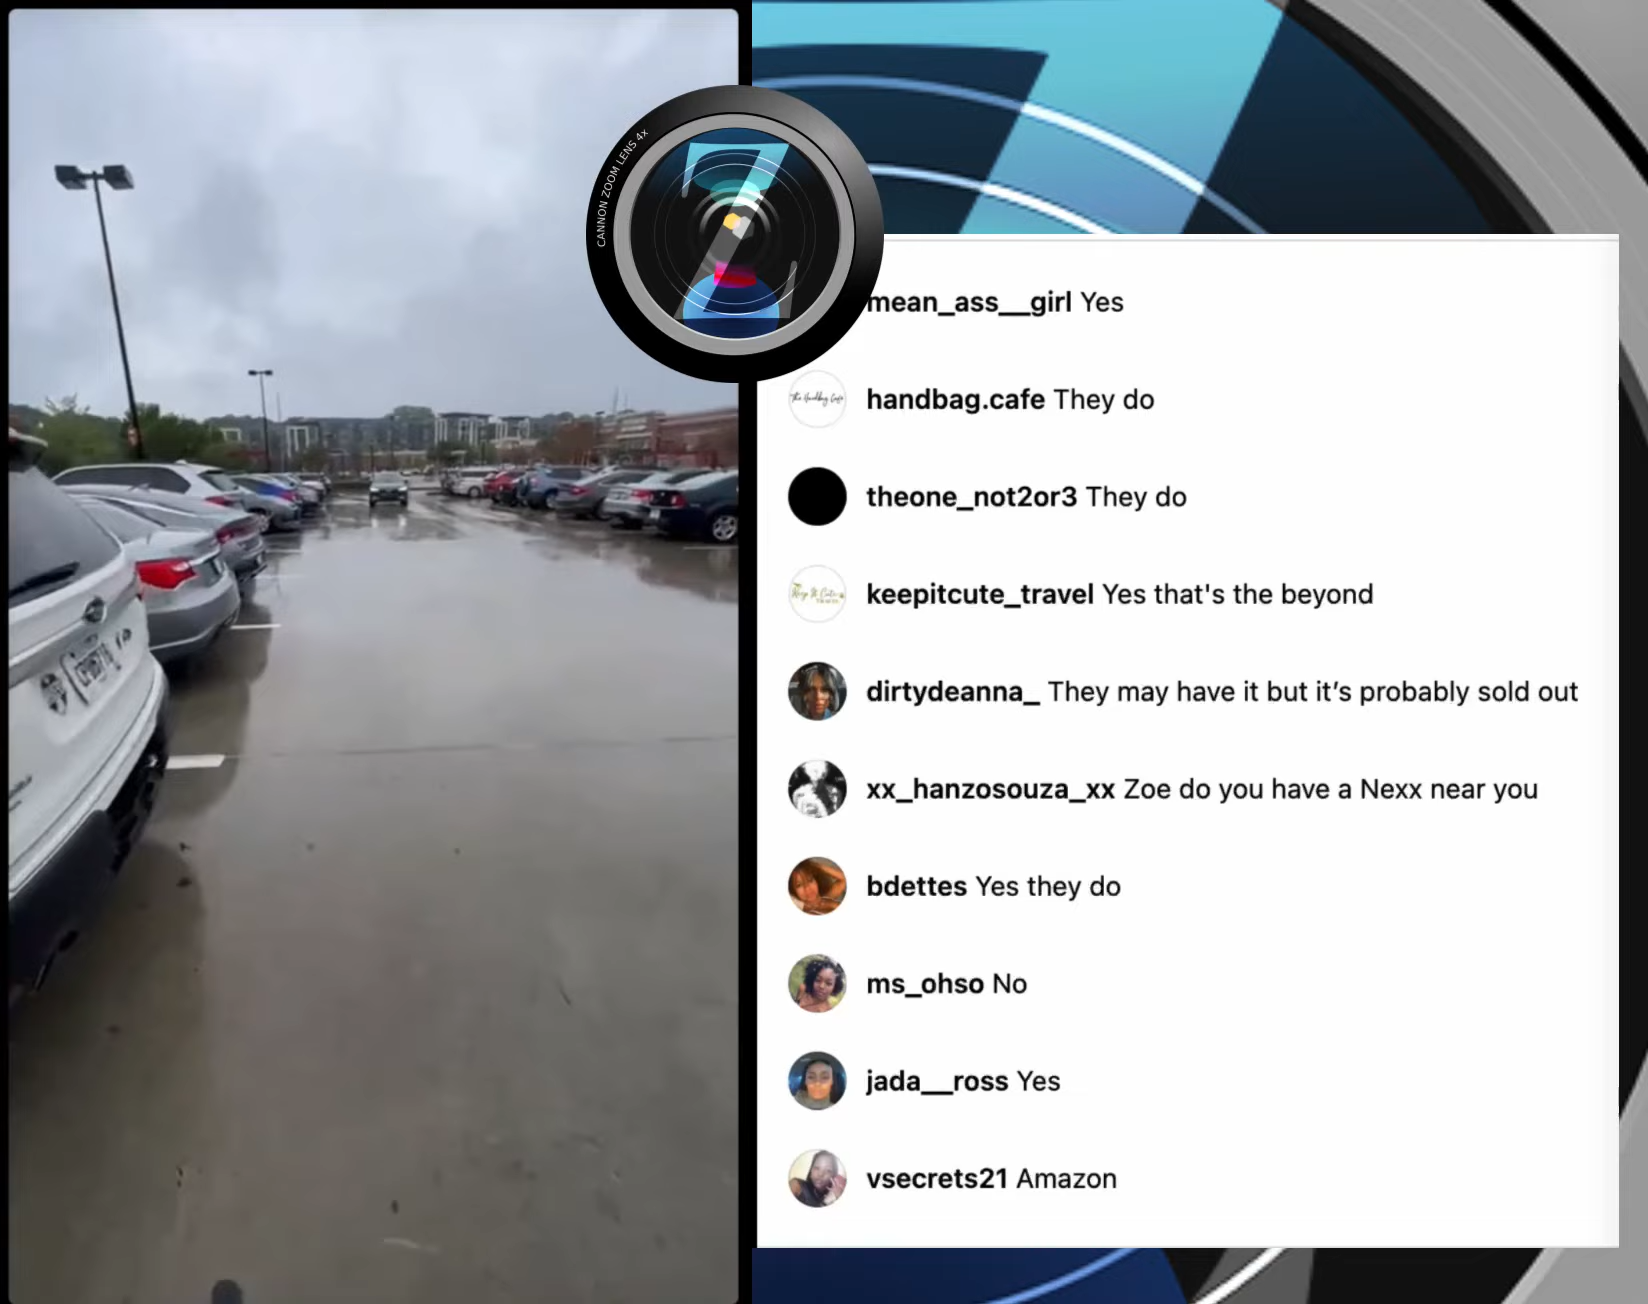 CANNON ZOOM LENS 4x
mean_ass__girl Yes
handbag.cafe They do
theone_not2or3 They do
keepitcute_travel Yes that's the beyond
dirtydeanna_ They may have it but it’s probably sold out
xx_hanzosouza_xx Zoe do you have a Nexx near you
bdettes Yes they do
ms_ohso No
jada__ross Yes
vsecrets21 Amazon